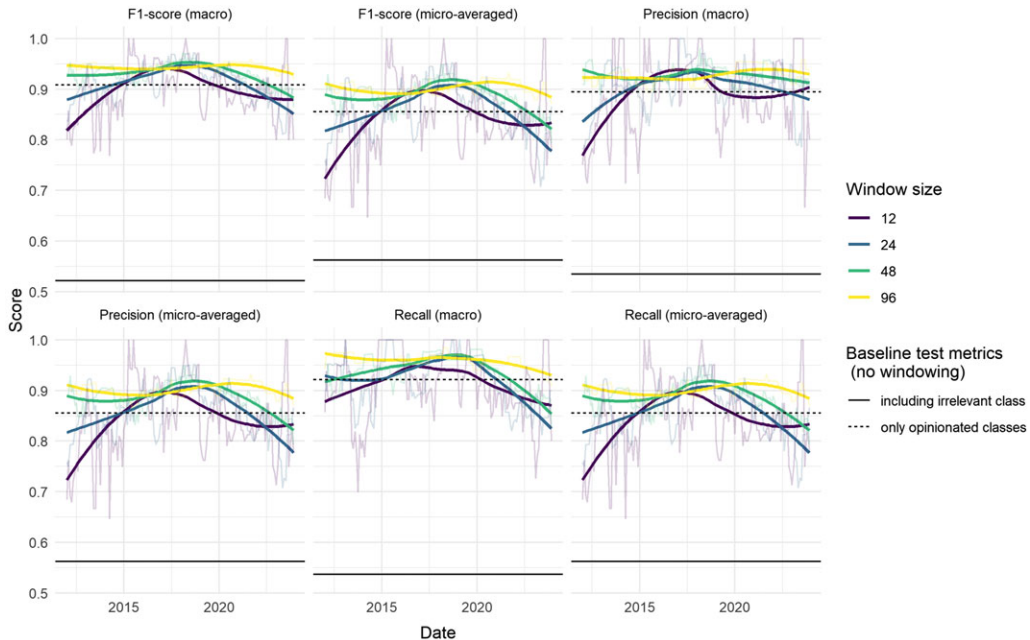 F1-score (macro)
F1-score (micro-averaged)
Precision (macro)
1.0
0.9
0.8
0.7
0.6
0.5
Score
Precision (micro-averaged)
Recall (macro)
Recall (micro-averaged)
1.0
0.9
0.8
0.7
0.6
0.5
2015 2020
2015 2020
2015 2020
Date
Window size
12
24
48
96
Baseline test metrics
(no windowing)
including irrelevant class
only opinionated classes